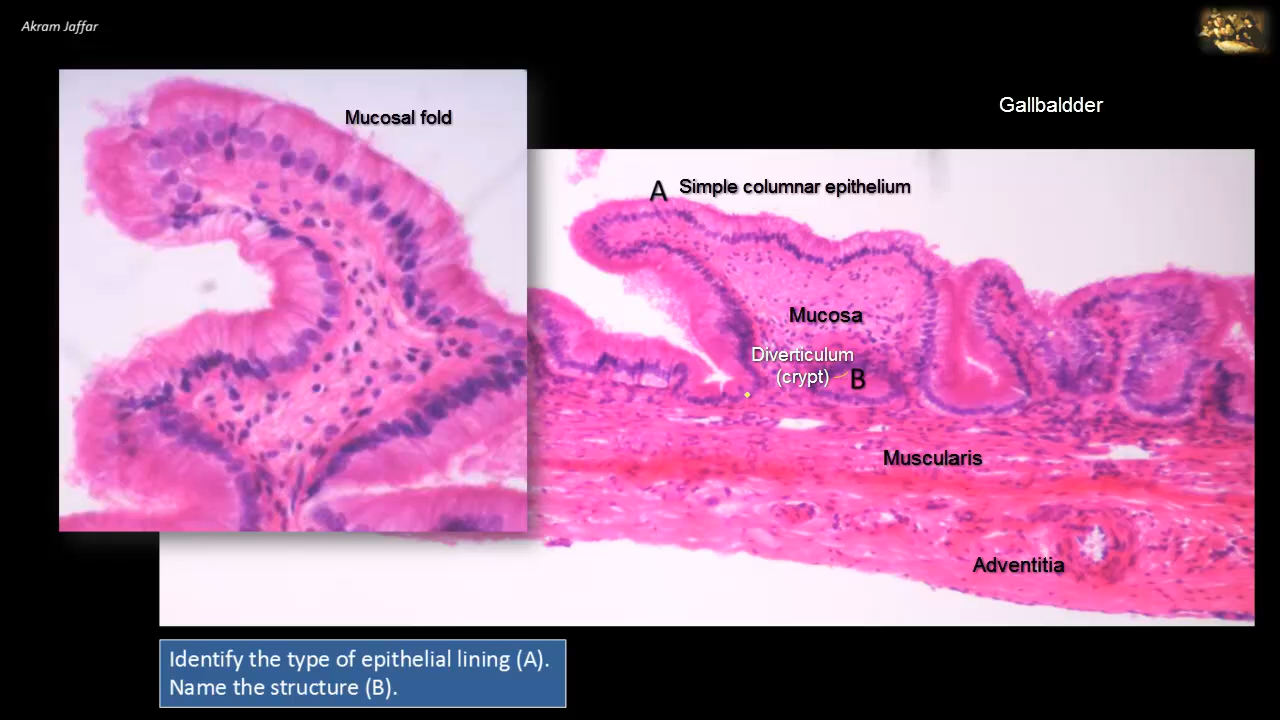 Akram Jaffar
Gallbaldder
Mucosal fold
A Simple columnar epithelium
Mucosa
Diverticulum
(crypt) B
Muscularis
Adventitia
Identify the type of epithelial lining (A).
Name the structure (B).